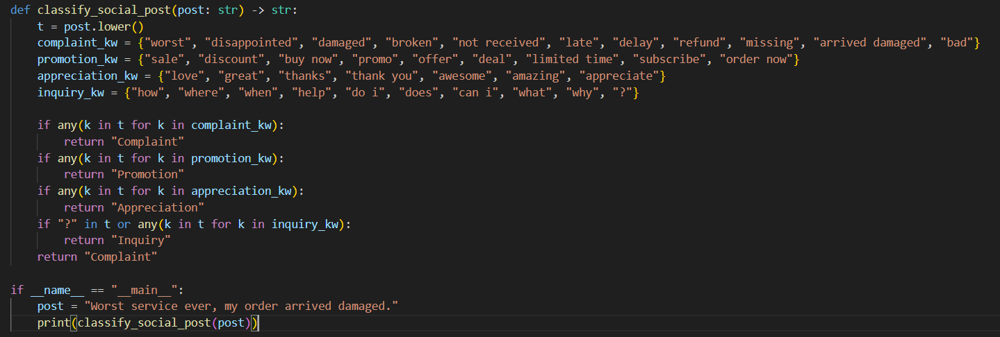 def classify_social_post(post: str) -> str:
    t = post.lower()
    complaint_kw = {"worst", "disappointed", "damaged", "broken", "not received", "late", "delay", "refund", "missing", "arrived damaged", "bad"}
    promotion_kw = {"sale", "discount", "buy now", "promo", "offer", "deal", "limited time", "subscribe", "order now"}
    appreciation_kw = {"love", "great", "thanks", "thank you", "awesome", "amazing", "appreciate"}
    inquiry_kw = {"how", "where", "when", "help", "do i", "does", "can i", "what", "why", "?"}

    if any(k in t for k in complaint_kw):
        return "Complaint"
    if any(k in t for k in promotion_kw):
        return "Promotion"
    if any(k in t for k in appreciation_kw):
        return "Appreciation"
    if "?" in t or any(k in t for k in inquiry_kw):
        return "Inquiry"
    return "Complaint"

if __name__ == "__main__":
    post = "Worst service ever, my order arrived damaged."
    print(classify_social_post(post))